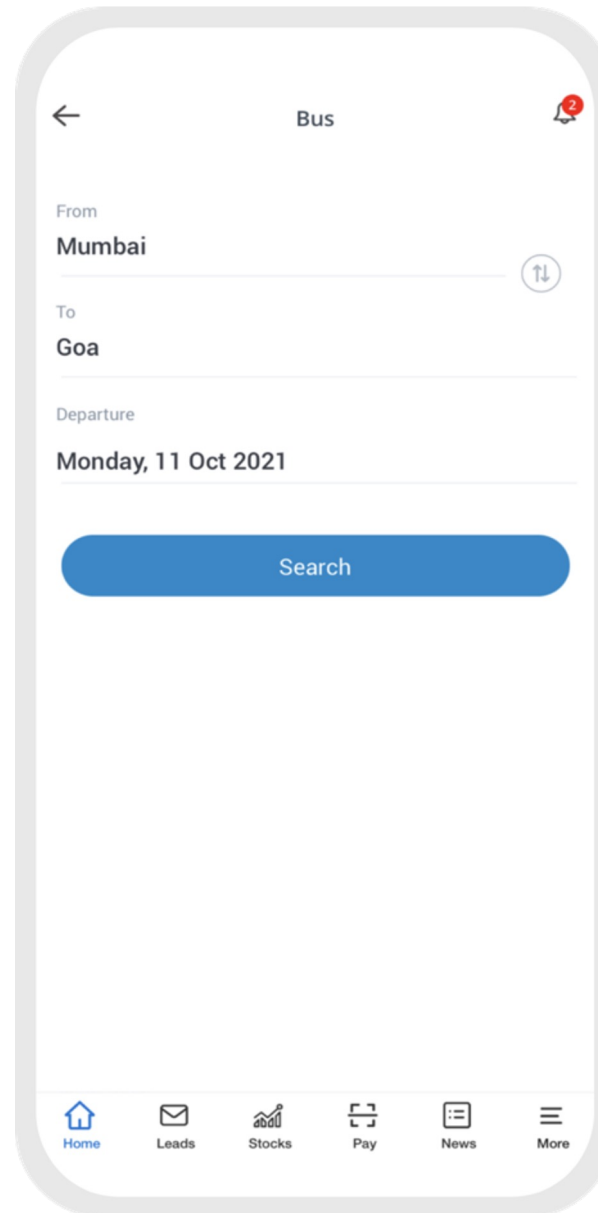 Bus
2
From
Mumbai
To
Goa
Departure
Monday, 11 Oct 2021
Search
Home Leads Stocks Pay News More